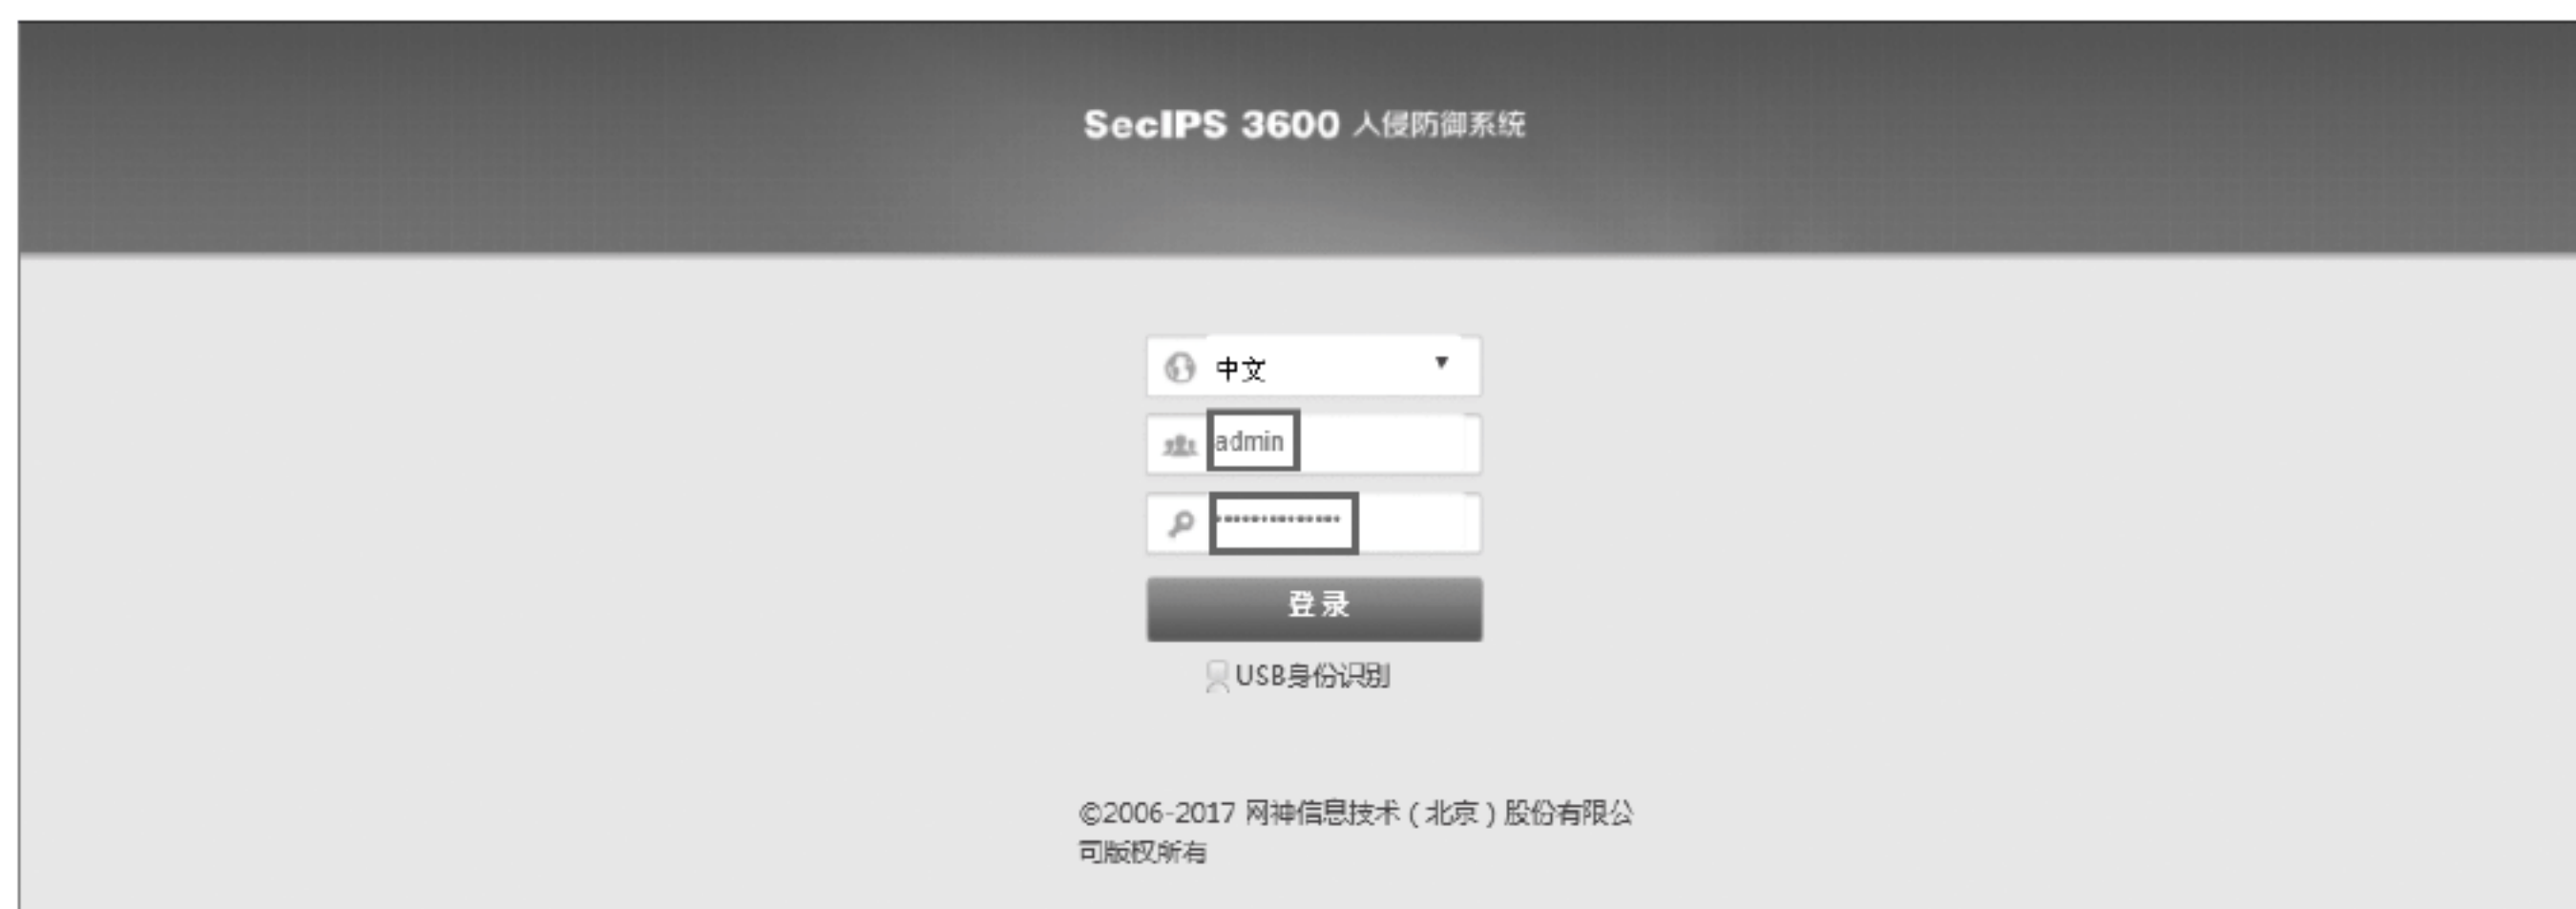 SecIPS 3600 入侵防御系统
中文
admin
登录
USB身份识别
©2006-2017 网神信息技术（北京）股份有限公
司版权所有